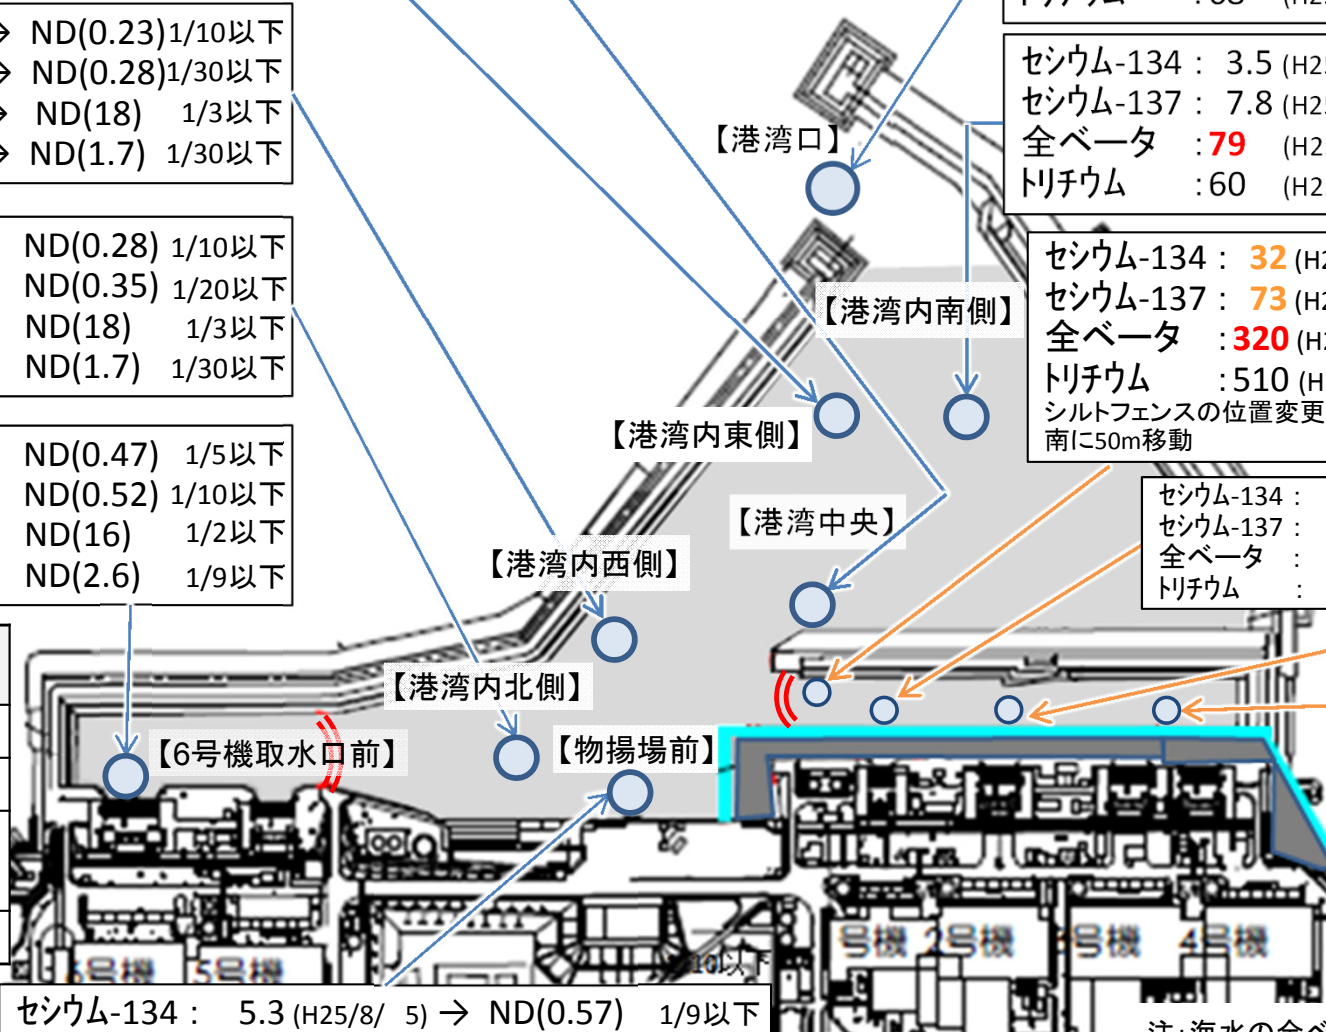 → ND(0.23) 1/10以下
→ ND(0.28) 1/30以下
→ ND(18) 1/3以下
→ ND(1.7) 1/30以下
ND(0.28) 1/10以下
ND(0.35) 1/20以下
ND(18) 1/3以下
ND(1.7) 1/30以下
ND(0.47) 1/5以下
ND(0.52) 1/10以下
ND(16) 1/2以下
ND(2.6) 1/9以下
セシウム-134： 3.5 (H25
セシウム-137： 7.8 (H25
全ベータ ：79 (H2
トリチウム ：60 (H2
セシウム-134： 32 (H2
セシウム-137： 73 (H2
全ベータ ：320 (H2
トリチウム ：510 (H
シルトフェンスの位置変更
南に50m移動
セシウム-134：
セシウム-137：
全ベータ ：
トリチウム ：
【港湾口】
【港湾内南側】
【港湾内東側】
【港湾中央】
【港湾内西側】
【港湾内北側】
【6号機取水口前】
【物揚場前】
6号機 5号機
号機 2号機 3号機 4号機
10以下
セシウム-134： 5.3 (H25/8/ 5) → ND(0.57) 1/9以下